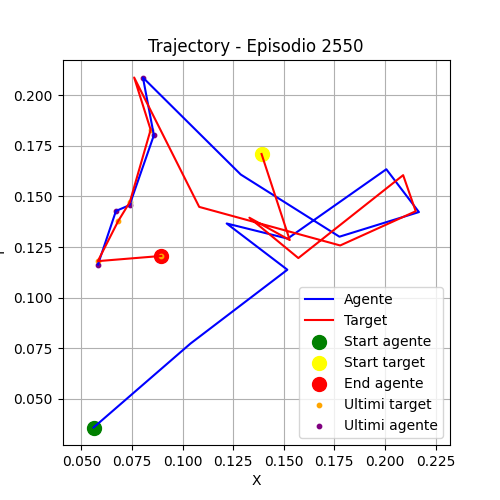 Trajectory - Episodio 2550
0.200
0.175
0.150
0.125
0.100
0.075
0.050
0.050 0.075 0.100 0.125 0.150 0.175 0.200 0.225
X
Agente
Target
Start agente
Start target
End agente
Ultimi target
Ultimi agente